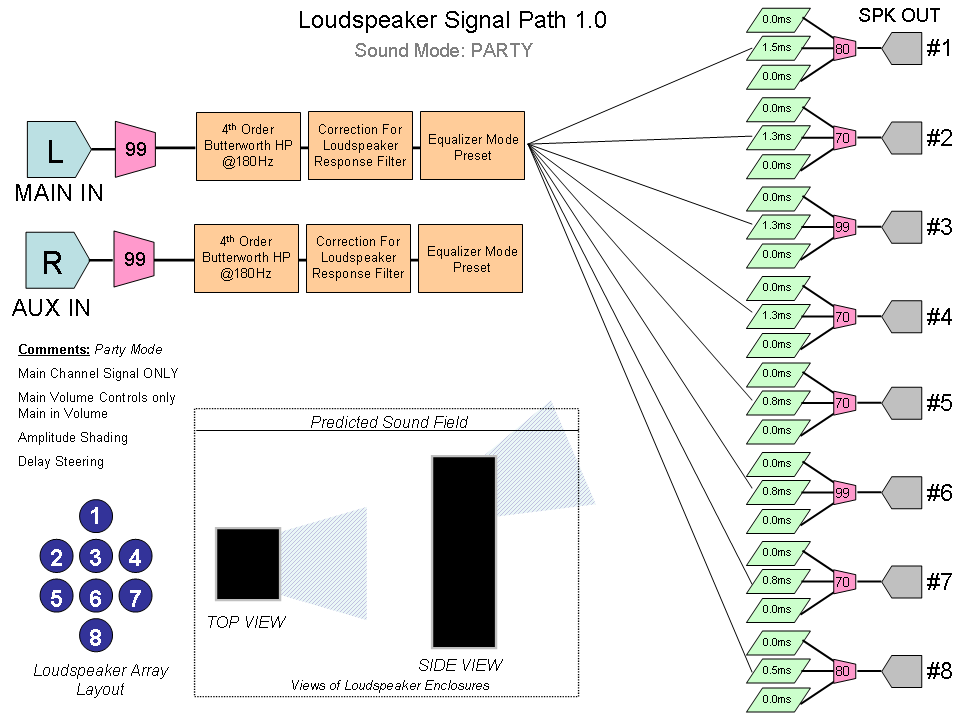 Loudspeaker Signal Path 1.0
Sound Mode: PARTY
SPK OUT
L
MAIN IN
99
4th Order
Butterworth HP
@180Hz
Correction For
Loudspeaker
Response Filter
Equalizer Mode
Preset
R
AUX IN
99
4th Order
Butterworth HP
@180Hz
Correction For
Loudspeaker
Response Filter
Equalizer Mode
Preset
0.0ms
1.5ms
0.0ms
80
#1
0.0ms
1.3ms
0.0ms
70
#2
0.0ms
1.3ms
0.0ms
99
#3
0.0ms
1.3ms
0.0ms
70
#4
0.0ms
0.8ms
0.0ms
70
#5
0.0ms
0.8ms
0.0ms
99
#6
0.0ms
0.8ms
0.0ms
70
#7
0.0ms
0.5ms
0.0ms
80
#8
Comments: Party Mode
Main Channel Signal ONLY
Main Volume Controls only
Main in Volume
Amplitude Shading
Delay Steering
1
2 3 4
5 6 7
8
Loudspeaker Array
Layout
Predicted Sound Field
TOP VIEW
SIDE VIEW
Views of Loudspeaker Enclosures